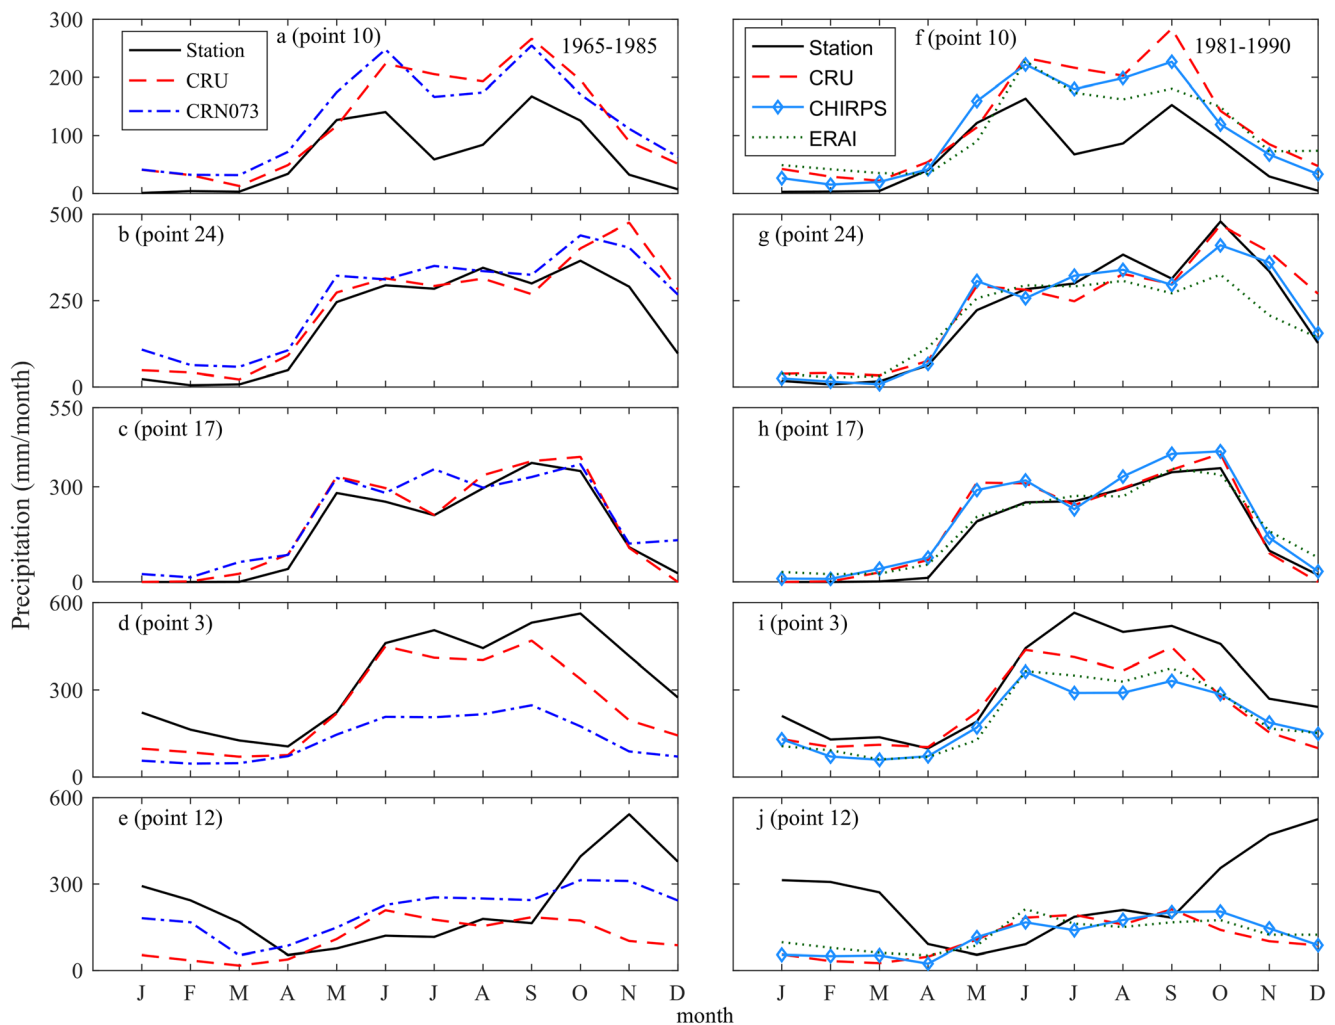 a (point 10)
1965-1985
Station
CRU
CRN073
300
200
100
0
J F M A M J J A S O N D
f (point 10)
1981-1990
Station
CRU
CHIRPS
ERAI
J F M A M J J A S O N D
b (point 24)
500
250
0
J F M A M J J A S O N D
g (point 24)
J F M A M J J A S O N D
c (point 17)
550
300
0
J F M A M J J A S O N D
h (point 17)
J F M A M J J A S O N D
d (point 3)
600
300
0
J F M A M J J A S O N D
i (point 3)
J F M A M J J A S O N D
e (point 12)
600
300
0
J F M A M J J A S O N D
j (point 12)
J F M A M J J A S O N D
Precipitation (mm/month)
month